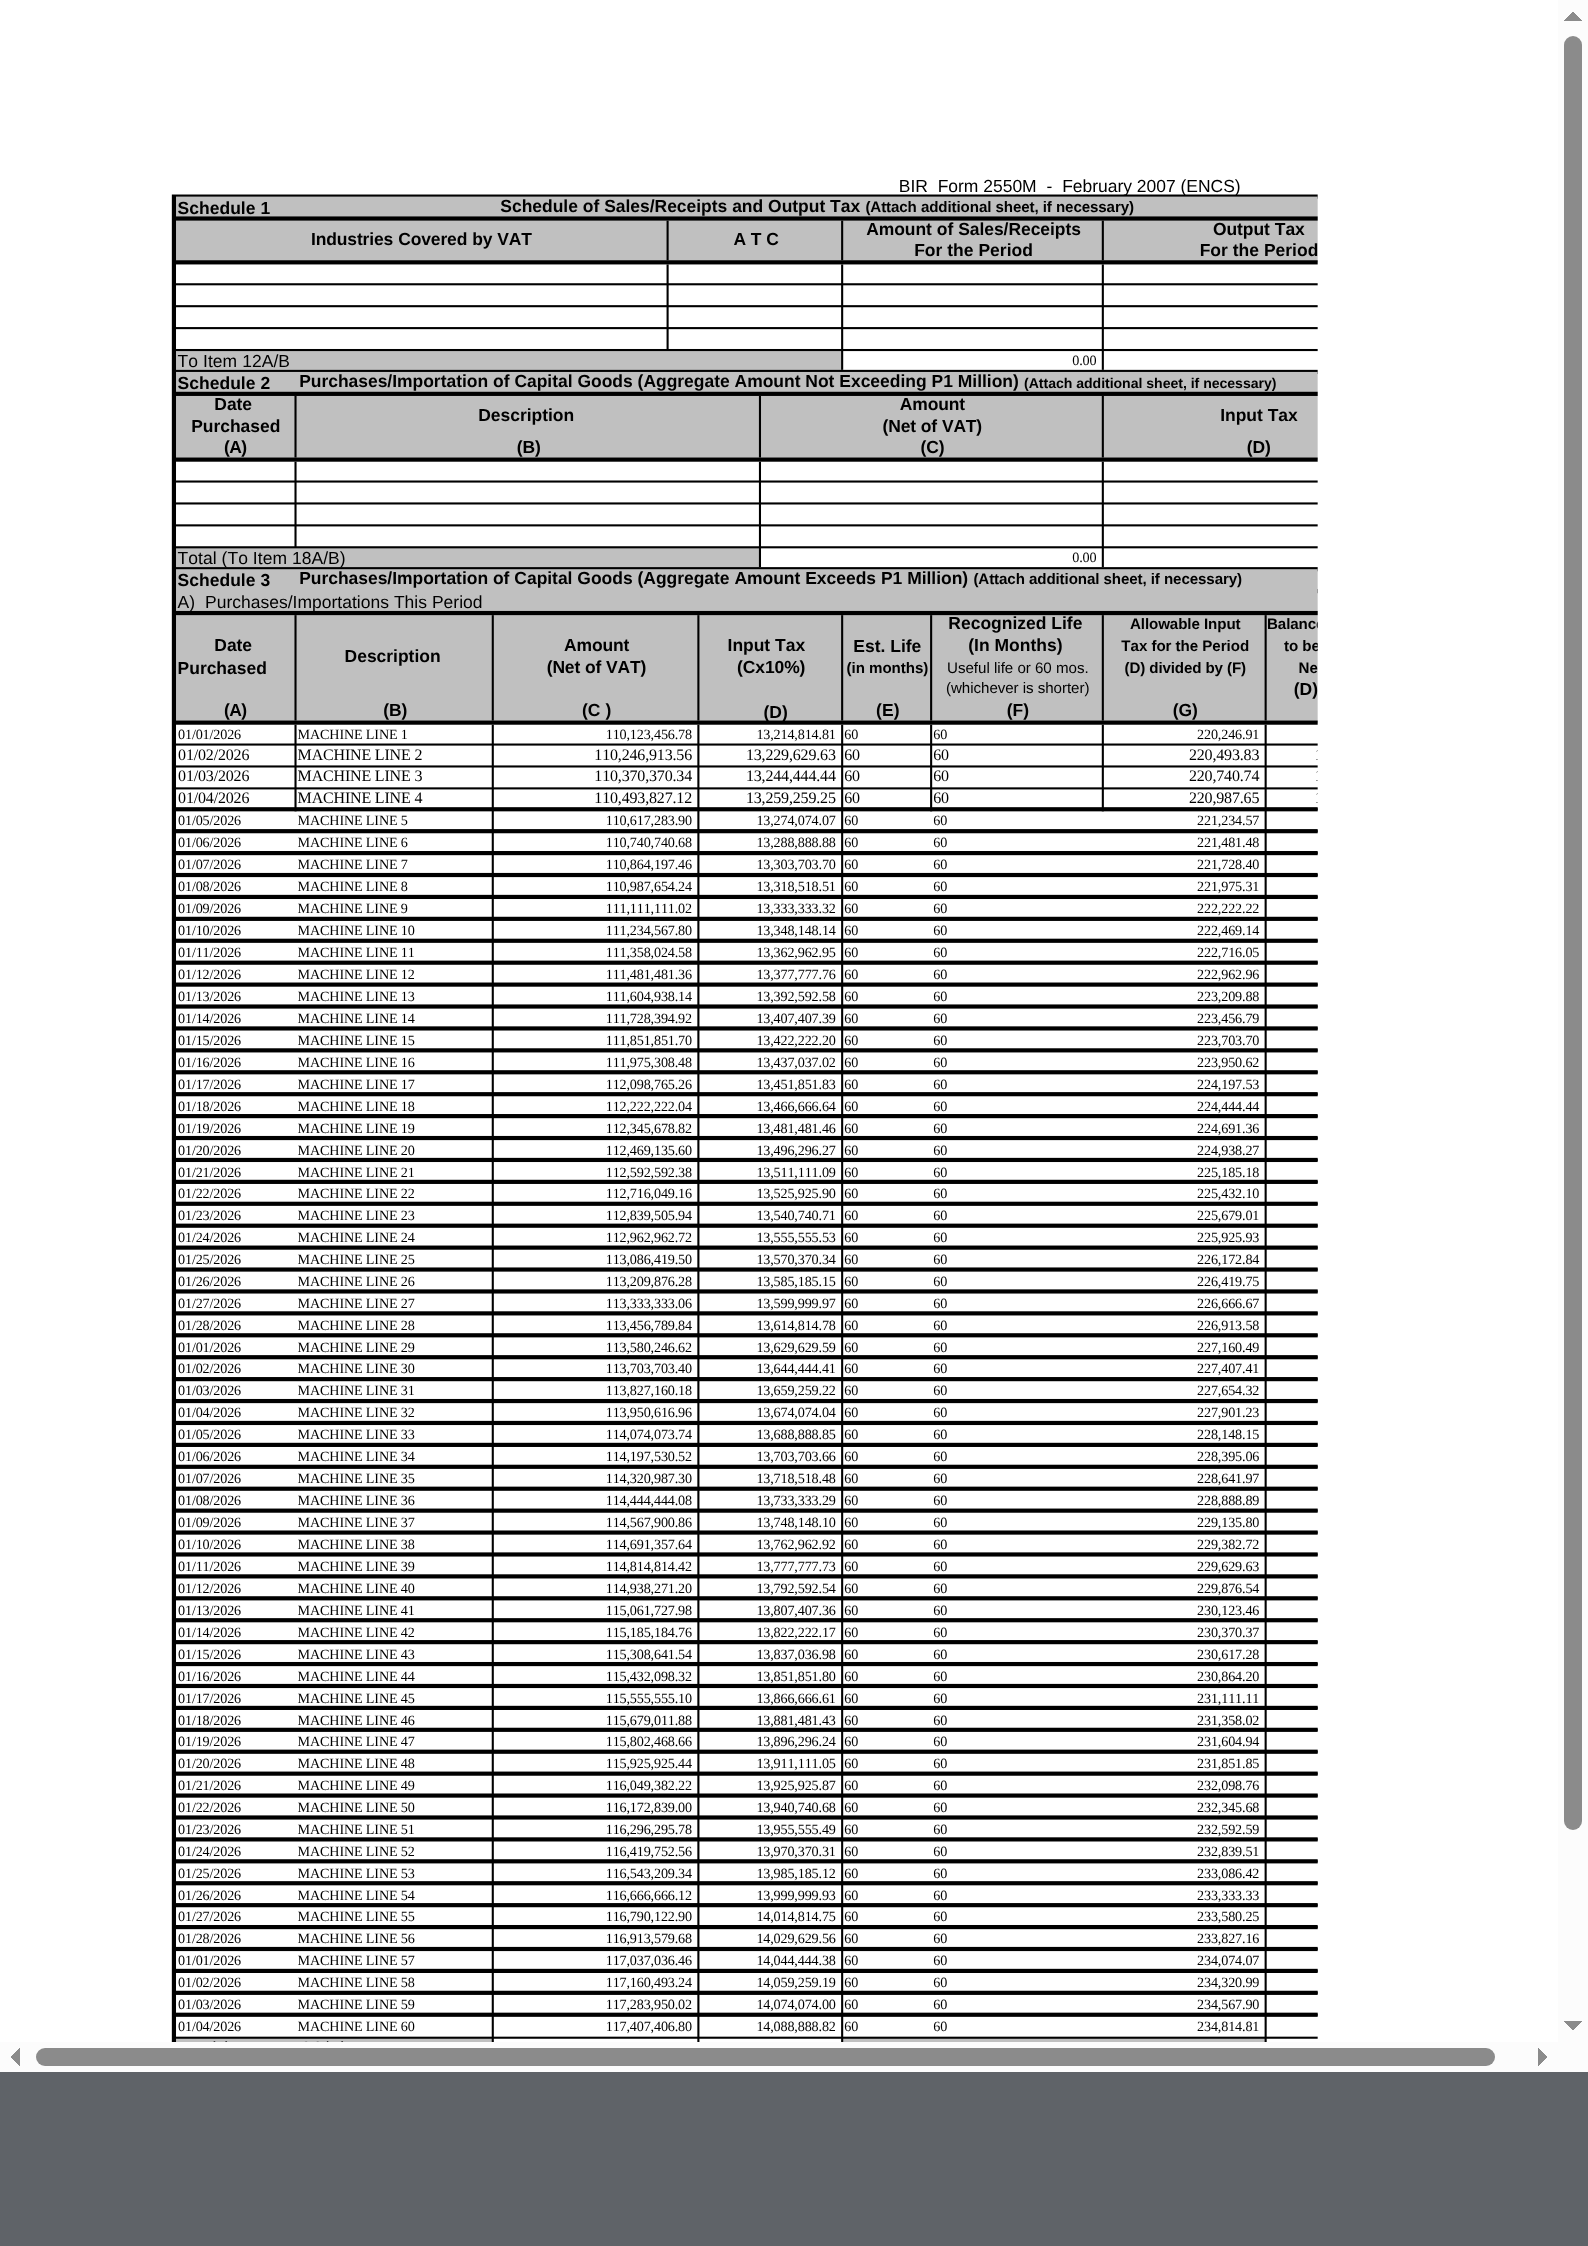 BIR Form 2550M - February 2007 (ENCS)
Schedule 1 Schedule of Sales/Receipts and Output Tax (Attach additional sheet, if necessary)
Industries Covered by VAT A T C Amount of Sales/Receipts For the Period Output Tax For the Period
To Item 12A/B 0.00
Schedule 2 Purchases/Importation of Capital Goods (Aggregate Amount Not Exceeding P1 Million) (Attach additional sheet, if necessary)
Date Purchased (A) Description (B) Amount (Net of VAT) (C) Input Tax (D)
Total (To Item 18A/B) 0.00
Schedule 3 Purchases/Importation of Capital Goods (Aggregate Amount Exceeds P1 Million) (Attach additional sheet, if necessary)
A) Purchases/Importations This Period
Date Purchased (A) Description (B) Amount (Net of VAT) (C ) Input Tax (Cx10%) (D) Est. Life (in months) (E) Recognized Life (In Months) Useful life or 60 mos. (whichever is shorter) (F) Allowable Input Tax for the Period (D) divided by (F) (G) Balance to be (D)
01/01/2026 MACHINE LINE 1 110,123,456.78 13,214,814.81 60 60 220,246.91
01/02/2026 MACHINE LINE 2 110,246,913.56 13,229,629.63 60 60 220,493.83
01/03/2026 MACHINE LINE 3 110,370,370.34 13,244,444.44 60 60 220,740.74
01/04/2026 MACHINE LINE 4 110,493,827.12 13,259,259.25 60 60 220,987.65
01/05/2026 MACHINE LINE 5 110,617,283.90 13,274,074.07 60 60 221,234.57
01/06/2026 MACHINE LINE 6 110,740,740.68 13,288,888.88 60 60 221,481.48
01/07/2026 MACHINE LINE 7 110,864,197.46 13,303,703.70 60 60 221,728.40
01/08/2026 MACHINE LINE 8 110,987,654.24 13,318,518.51 60 60 221,975.31
01/09/2026 MACHINE LINE 9 111,111,111.02 13,333,333.32 60 60 222,222.22
01/10/2026 MACHINE LINE 10 111,234,567.80 13,348,148.14 60 60 222,469.14
01/11/2026 MACHINE LINE 11 111,358,024.58 13,362,962.95 60 60 222,716.05
01/12/2026 MACHINE LINE 12 111,481,481.36 13,377,777.76 60 60 222,962.96
01/13/2026 MACHINE LINE 13 111,604,938.14 13,392,592.58 60 60 223,209.88
01/14/2026 MACHINE LINE 14 111,728,394.92 13,407,407.39 60 60 223,456.79
01/15/2026 MACHINE LINE 15 111,851,851.70 13,422,222.20 60 60 223,703.70
01/16/2026 MACHINE LINE 16 111,975,308.48 13,437,037.02 60 60 223,950.62
01/17/2026 MACHINE LINE 17 112,098,765.26 13,451,851.83 60 60 224,197.53
01/18/2026 MACHINE LINE 18 112,222,222.04 13,466,666.64 60 60 224,444.44
01/19/2026 MACHINE LINE 19 112,345,678.82 13,481,481.46 60 60 224,691.36
01/20/2026 MACHINE LINE 20 112,469,135.60 13,496,296.27 60 60 224,938.27
01/21/2026 MACHINE LINE 21 112,592,592.38 13,511,111.09 60 60 225,185.18
01/22/2026 MACHINE LINE 22 112,716,049.16 13,525,925.90 60 60 225,432.10
01/23/2026 MACHINE LINE 23 112,839,505.94 13,540,740.71 60 60 225,679.01
01/24/2026 MACHINE LINE 24 112,962,962.72 13,555,555.53 60 60 225,925.93
01/25/2026 MACHINE LINE 25 113,086,419.50 13,570,370.34 60 60 226,172.84
01/26/2026 MACHINE LINE 26 113,209,876.28 13,585,185.15 60 60 226,419.75
01/27/2026 MACHINE LINE 27 113,333,333.06 13,599,999.97 60 60 226,666.67
01/28/2026 MACHINE LINE 28 113,456,789.84 13,614,814.78 60 60 226,913.58
01/01/2026 MACHINE LINE 29 113,580,246.62 13,629,629.59 60 60 227,160.49
01/02/2026 MACHINE LINE 30 113,703,703.40 13,644,444.41 60 60 227,407.41
01/03/2026 MACHINE LINE 31 113,827,160.18 13,659,259.22 60 60 227,654.32
01/04/2026 MACHINE LINE 32 113,950,616.96 13,674,074.04 60 60 227,901.23
01/05/2026 MACHINE LINE 33 114,074,073.74 13,688,888.85 60 60 228,148.15
01/06/2026 MACHINE LINE 34 114,197,530.52 13,703,703.66 60 60 228,395.06
01/07/2026 MACHINE LINE 35 114,320,987.30 13,718,518.48 60 60 228,641.97
01/08/2026 MACHINE LINE 36 114,444,444.08 13,733,333.29 60 60 228,888.89
01/09/2026 MACHINE LINE 37 114,567,900.86 13,748,148.10 60 60 229,135.80
01/10/2026 MACHINE LINE 38 114,691,357.64 13,762,962.92 60 60 229,382.72
01/11/2026 MACHINE LINE 39 114,814,814.42 13,777,777.73 60 60 229,629.63
01/12/2026 MACHINE LINE 40 114,938,271.20 13,792,592.54 60 60 229,876.54
01/13/2026 MACHINE LINE 41 115,061,727.98 13,807,407.36 60 60 230,123.46
01/14/2026 MACHINE LINE 42 115,185,184.76 13,822,222.17 60 60 230,370.37
01/15/2026 MACHINE LINE 43 115,308,641.54 13,837,036.98 60 60 230,617.28
01/16/2026 MACHINE LINE 44 115,432,098.32 13,851,851.80 60 60 230,864.20
01/17/2026 MACHINE LINE 45 115,555,555.10 13,866,666.61 60 60 231,111.11
01/18/2026 MACHINE LINE 46 115,679,011.88 13,881,481.43 60 60 231,358.02
01/19/2026 MACHINE LINE 47 115,802,468.66 13,896,296.24 60 60 231,604.94
01/20/2026 MACHINE LINE 48 115,925,925.44 13,911,111.05 60 60 231,851.85
01/21/2026 MACHINE LINE 49 116,049,382.22 13,925,925.87 60 60 232,098.76
01/22/2026 MACHINE LINE 50 116,172,839.00 13,940,740.68 60 60 232,345.68
01/23/2026 MACHINE LINE 51 116,296,295.78 13,955,555.49 60 60 232,592.59
01/24/2026 MACHINE LINE 52 116,419,752.56 13,970,370.31 60 60 232,839.51
01/25/2026 MACHINE LINE 53 116,543,209.34 13,985,185.12 60 60 233,086.42
01/26/2026 MACHINE LINE 54 116,666,666.12 13,999,999.93 60 60 233,333.33
01/27/2026 MACHINE LINE 55 116,790,122.90 14,014,814.75 60 60 233,580.25
01/28/2026 MACHINE LINE 56 116,913,579.68 14,029,629.56 60 60 233,827.16
01/01/2026 MACHINE LINE 57 117,037,036.46 14,044,444.38 60 60 234,074.07
01/02/2026 MACHINE LINE 58 117,160,493.24 14,059,259.19 60 60 234,320.99
01/03/2026 MACHINE LINE 59 117,283,950.02 14,074,074.00 60 60 234,567.90
01/04/2026 MACHINE LINE 60 117,407,406.80 14,088,888.82 60 60 234,814.81